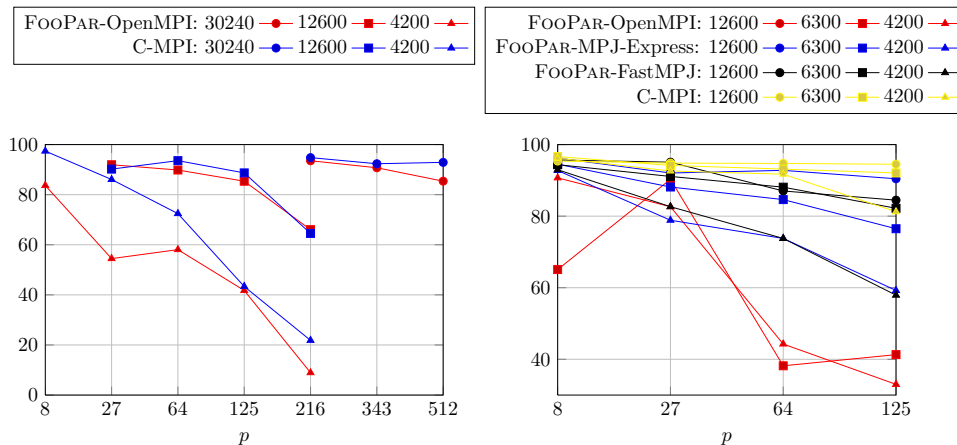 FOOPAR-OpenMPI: 30240 12600 4200
C-MPI: 30240 12600 4200
FOOPAR-OpenMPI: 12600 6300 4200
FOOPAR-MPJ-Express: 12600 6300 4200
FOOPAR-FastMPJ: 12600 6300 4200
C-MPI: 12600 6300 4200
100
80
60
40
20
0
8 27 64 125 216 343 512
p
100
80
60
40
8 27 64 125
p